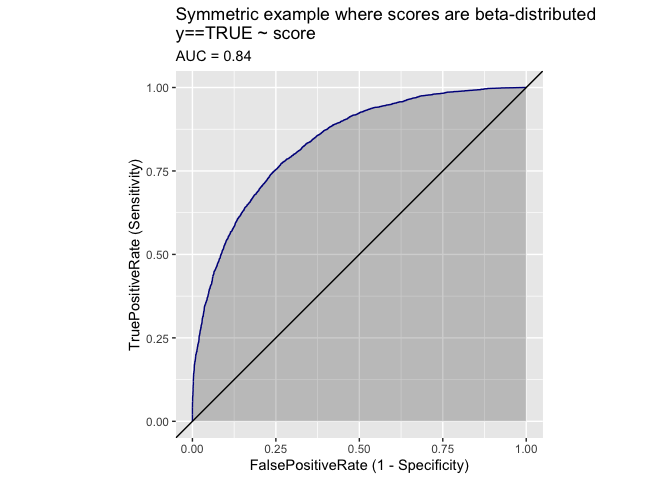 Symmetric example where scores are beta-distributed
y==TRUE ~ score
AUC = 0.84
1.00
0.75
0.50
0.25
0.00
TruePositiveRate (Sensitivity)
0.00 0.25 0.50 0.75 1.00
FalsePositiveRate (1 - Specificity)